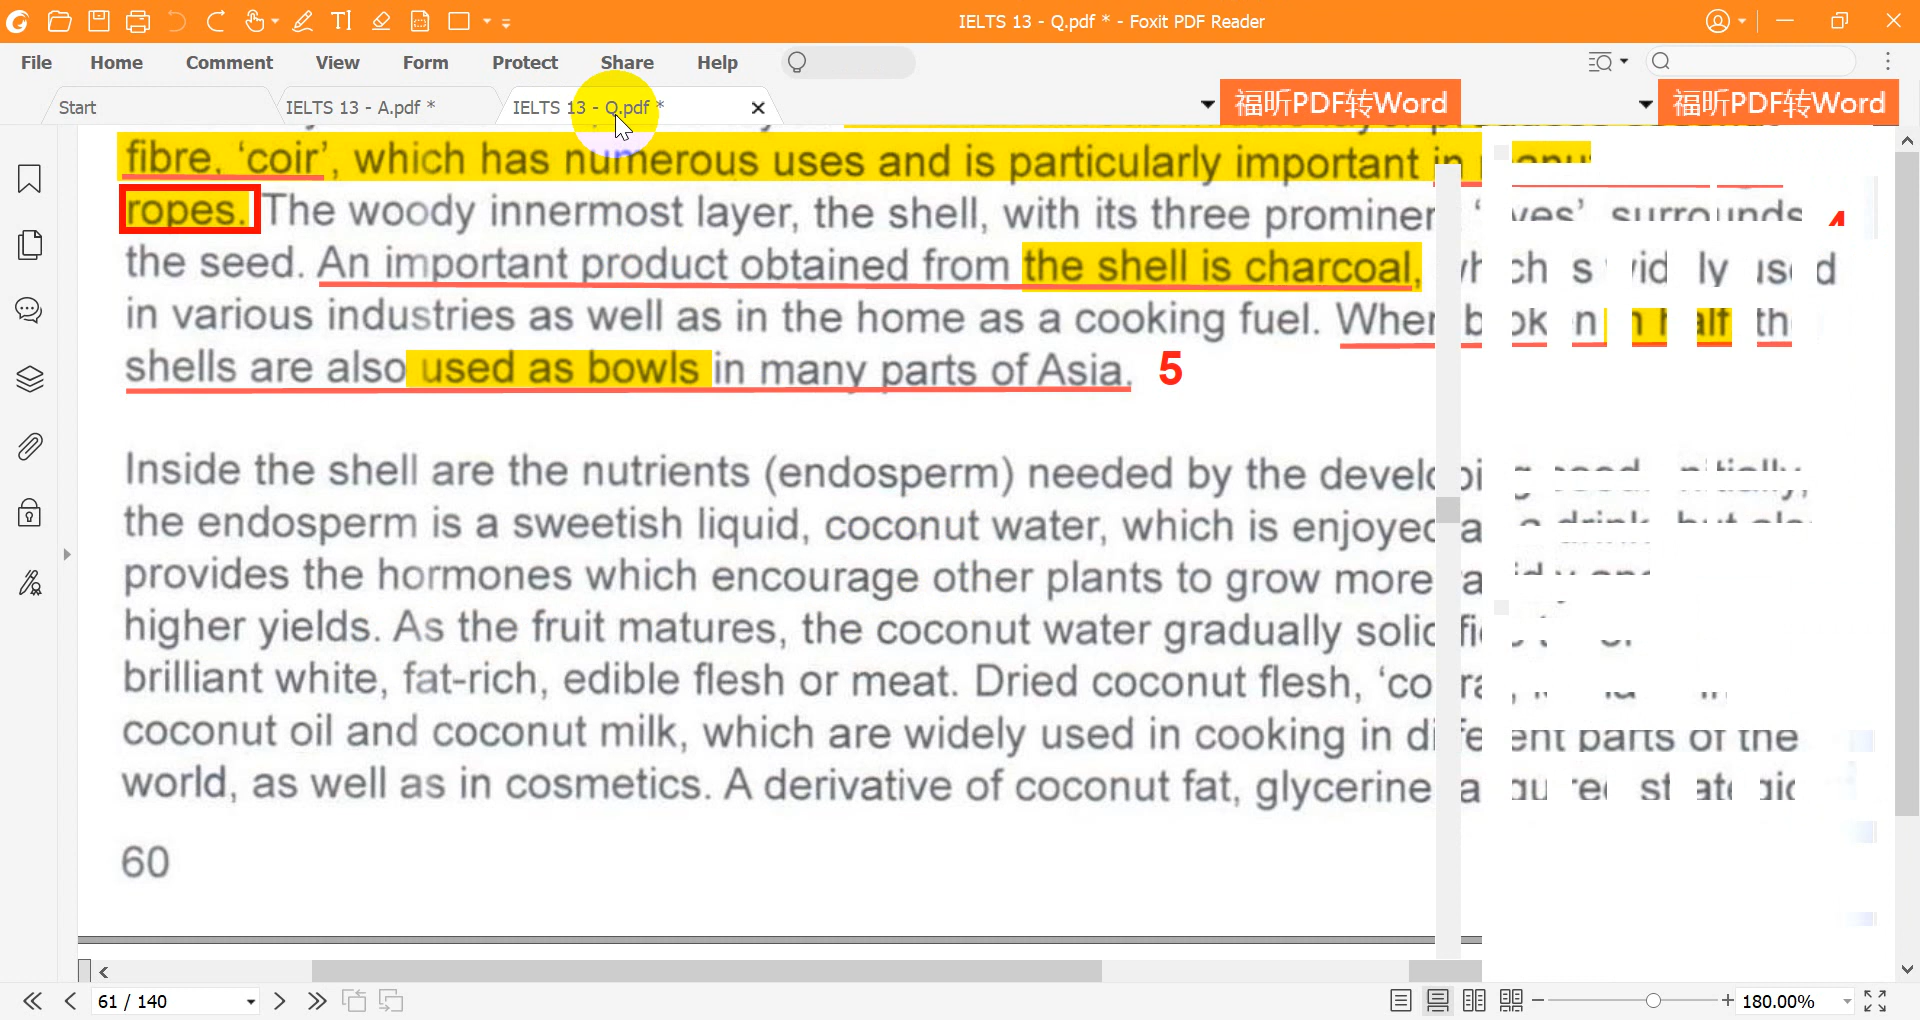 IELTS 13 - Q.pdf * - Foxit PDF Reader
File Home Comment View Form Protect Share Help
Start
IELTS 13 - A.pdf *
IELTS 13 - Q.pdf *
福昕PDF转Word
福昕PDF转Word
fibre, ‘coir’, which has numerous uses and is particularly important in
ropes. The woody innermost layer, the shell, with its three surrounds 4
the seed. An important product obtained from the shell is charcoal,
in various industries as well as in the home as a cooking fuel.
shells are also used as bowls in many parts of Asia. 5
Inside the shell are the nutrients (endosperm) needed by the
the endosperm is a sweetish liquid, coconut water, which is
provides the hormones which encourage other plants to grow more
higher yields. As the fruit matures, the coconut water gradually
brilliant white, fat-rich, edible flesh or meat. Dried coconut flesh,
coconut oil and coconut milk, which are widely used in cooking in parts of the
world, as well as in cosmetics. A derivative of coconut fat, glycerine
60
61 / 140
180.00%